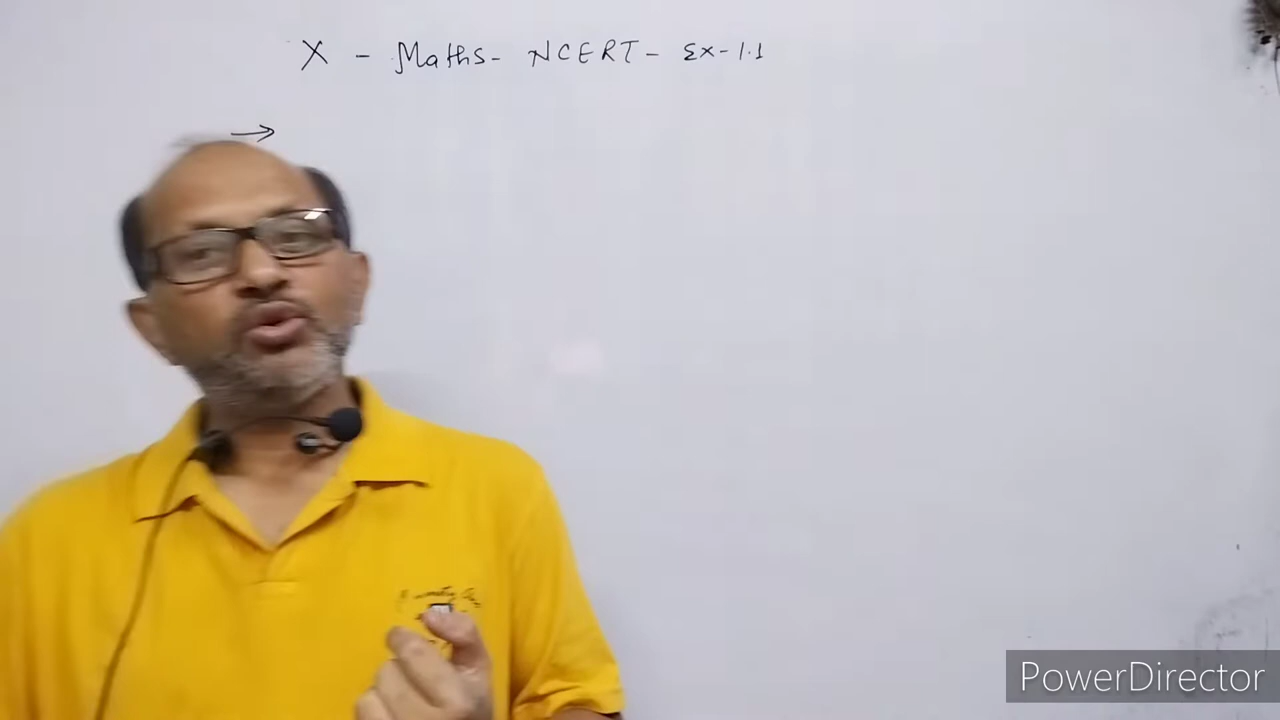 X - Maths - NCERT - Ex-1.1
→
PowerDirector